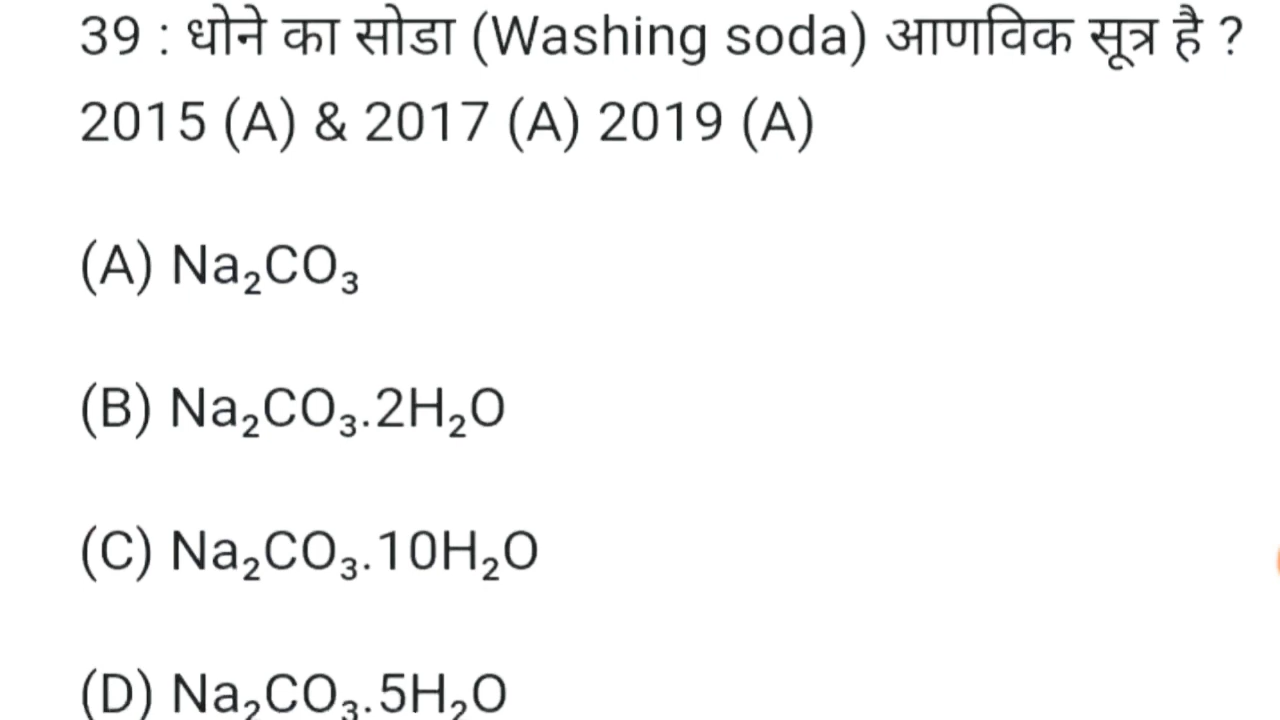 39 : धोने का सोडा (Washing soda) आणविक सूत्र है ?
2015 (A) & 2017 (A) 2019 (A)
(A) Na₂CO₃
(B) Na₂CO₃.2H₂O
(C) Na₂CO₃.10H₂O
(D) Na₂CO₃.5H₂O